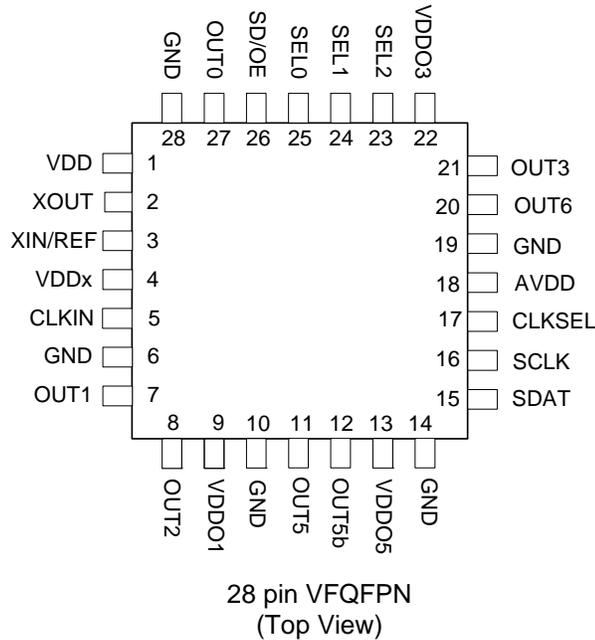 GND OUT0 SD/OE SEL0 SEL1 SEL2 VDDO3
28 27 26 25 24 23 22
VDD 1 21 OUT3
XOUT 2 20 OUT6
XIN/REF 3 19 GND
VDDx 4 18 AVDD
CLKIN 5 17 CLKSEL
GND 6 16 SCLK
OUT1 7 15 SDAT
8 9 10 11 12 13 14
OUT2 VDDO1 GND OUT5 OUT5b VDDO5 GND
28 pin VFQFPN
(Top View)